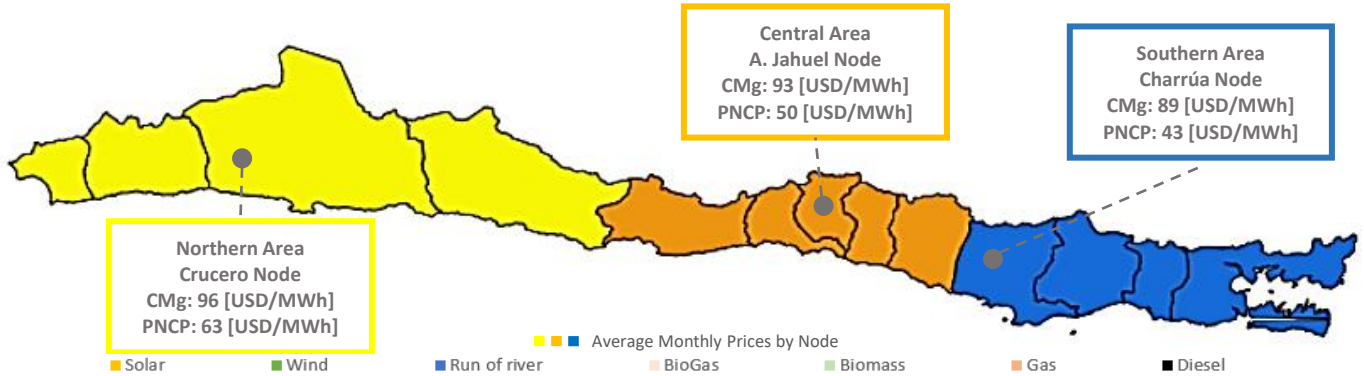 Central Area
A. Jahuel Node
CMg: 93 [USD/MWh]
PNCP: 50 [USD/MWh]
Southern Area
Charrúa Node
CMg: 89 [USD/MWh]
PNCP: 43 [USD/MWh]
Northern Area
Crucero Node
CMg: 96 [USD/MWh]
PNCP: 63 [USD/MWh]
Average Monthly Prices by Node
Solar Wind Run of river BioGas Biomass Gas Diesel